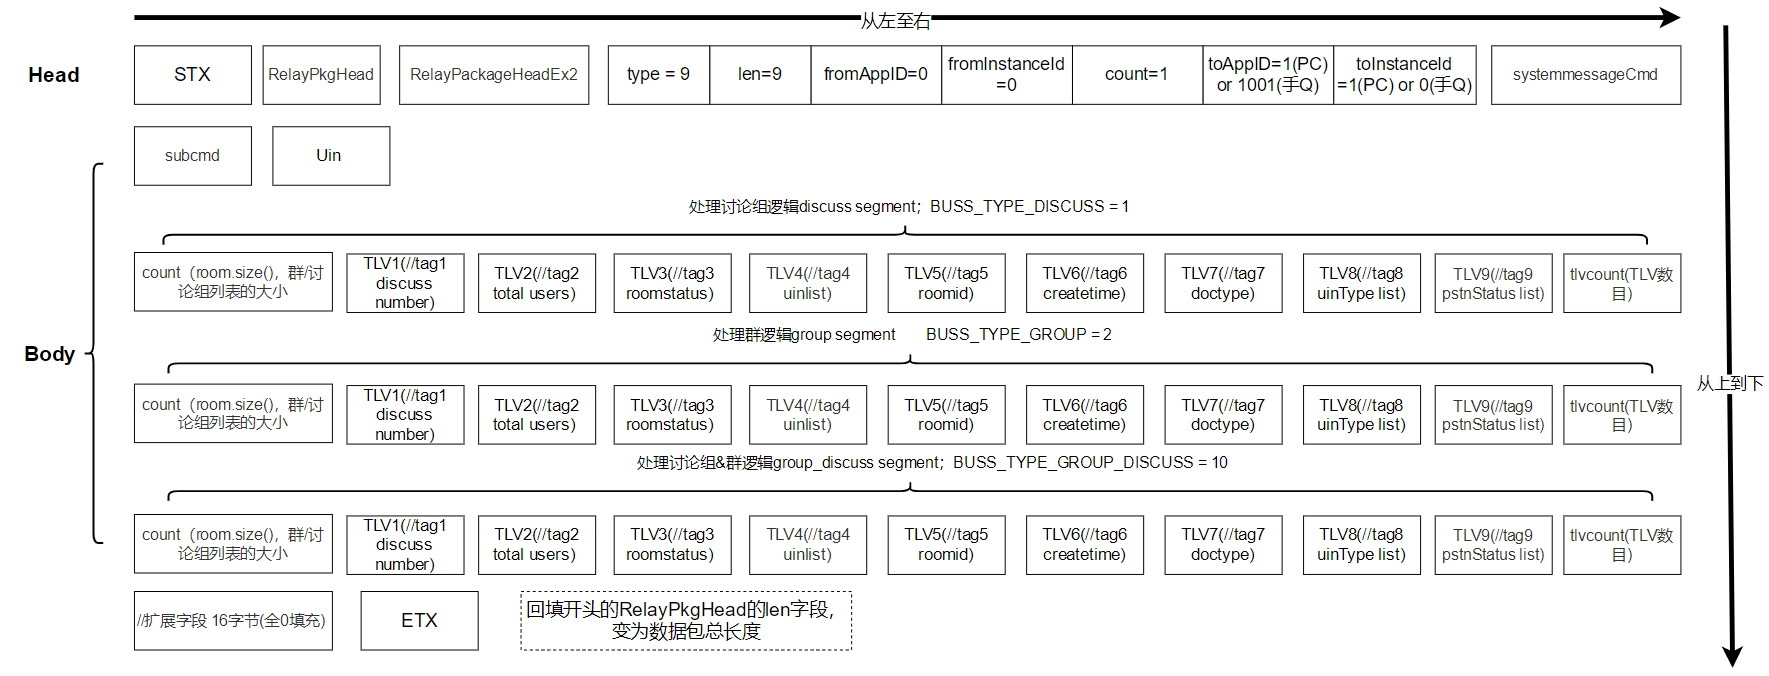 从左至右
Head
STX
RelayPkgHead
RelayPackageHeadEx2
type = 9
len=9
fromAppID=0
fromInstanceId
=0
count=1
toAppID=1(PC)
or 1001(手Q)
toInstanceId
=1(PC) or 0(手Q)
systemmessageCmd
subcmd
Uin
Body
处理讨论组逻辑discuss segment；BUSS_TYPE_DISCUSS = 1
count（room.size()，群/讨
论组列表的大小
TLV1(//tag1
discuss
number)
TLV2(//tag2
total users)
TLV3(//tag3
roomstatus)
TLV4(//tag4
uinlist)
TLV5(//tag5
roomid)
TLV6(//tag6
createtime)
TLV7(//tag7
doctype)
TLV8(//tag8
uinType list)
TLV9(//tag9
pstnStatus list)
tlvcount(TLV数
目)
处理群逻辑group segment BUSS_TYPE_GROUP = 2
count（room.size()，群/讨
论组列表的大小
TLV1(//tag1
discuss
number)
TLV2(//tag2
total users)
TLV3(//tag3
roomstatus)
TLV4(//tag4
uinlist)
TLV5(//tag5
roomid)
TLV6(//tag6
createtime)
TLV7(//tag7
doctype)
TLV8(//tag8
uinType list)
TLV9(//tag9
pstnStatus list)
tlvcount(TLV数
目)
从上到下
处理讨论组&群逻辑group_discuss segment；BUSS_TYPE_GROUP_DISCUSS = 10
count（room.size()，群/讨
论组列表的大小
TLV1(//tag1
discuss
number)
TLV2(//tag2
total users)
TLV3(//tag3
roomstatus)
TLV4(//tag4
uinlist)
TLV5(//tag5
roomid)
TLV6(//tag6
createtime)
TLV7(//tag7
doctype)
TLV8(//tag8
uinType list)
TLV9(//tag9
pstnStatus list)
tlvcount(TLV数
目)
//扩展字段 16字节(全0填充)
ETX
回填开头的RelayPkgHead的len字段，
变为数据包总长度